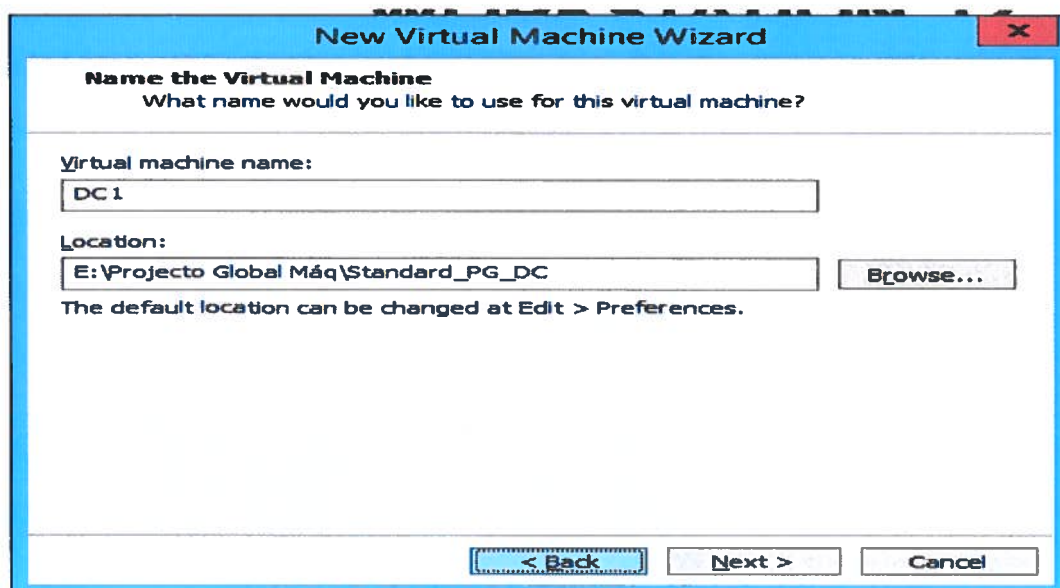 New Virtual Machine Wizard
Name the Virtual Machine
What name would you like to use for this virtual machine?
Virtual machine name:
DC1
Location:
E:\Projecto Global Máq\Standard_PG_DC
Browse...
The default location can be changed at Edit > Preferences.
< Back
Next >
Cancel